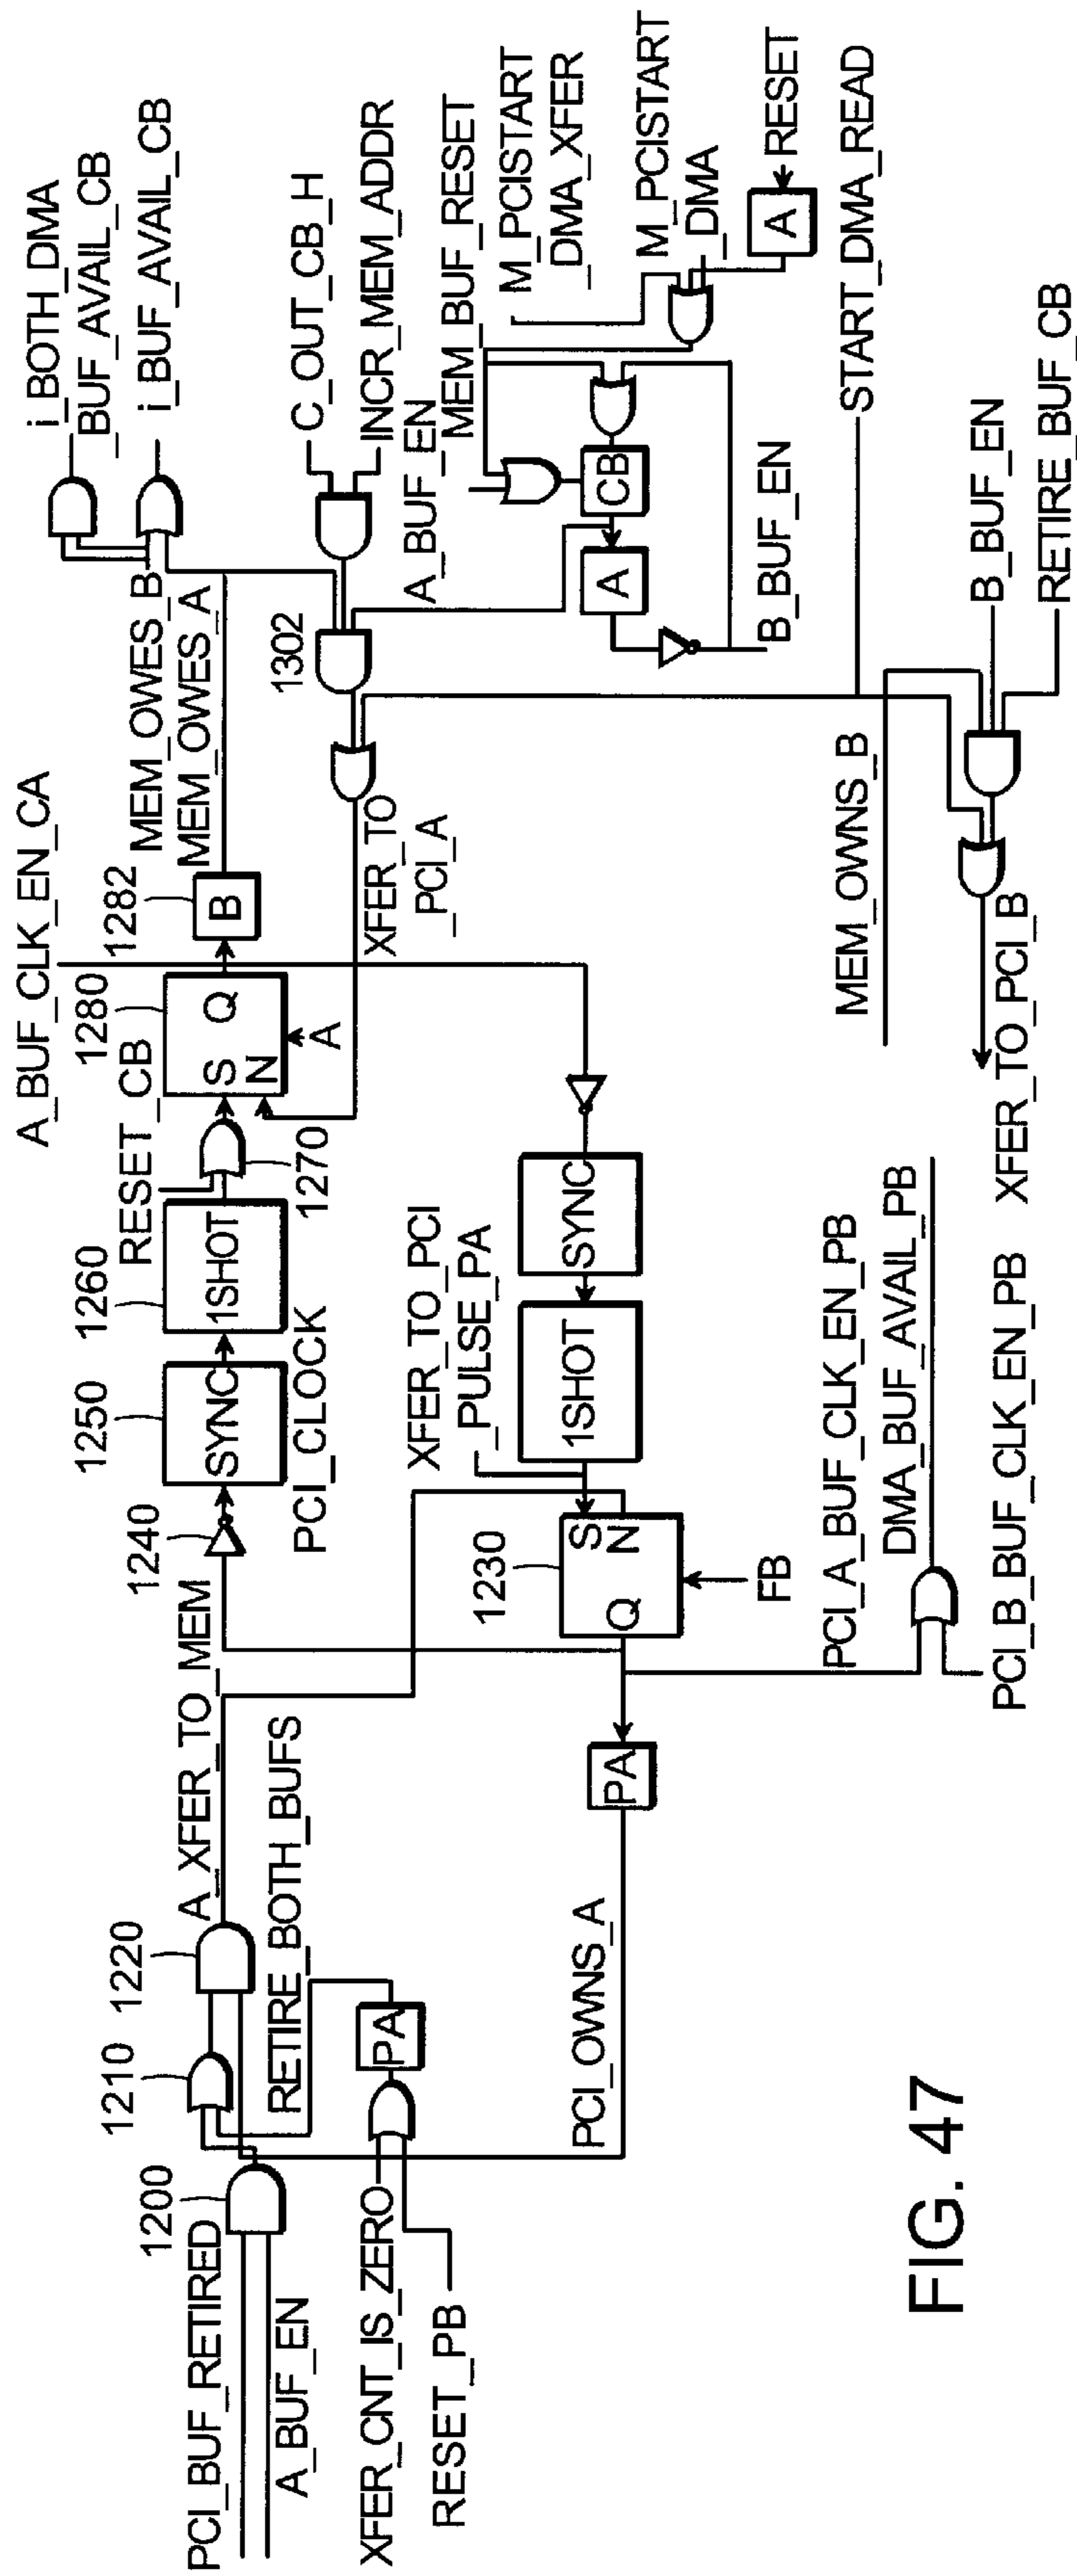 PCI_BUF_RETIRED
A_BUF_EN
1200
1210
1220
A_XFER_TO_MEM
RETIRE_BOTH_BUFS
XFER_CNT_IS_ZERO
RESET_PB
PA
PCI_OWNS_A
PA
1240
1250
SYNC
PCI_CLOCK
1260
1SHOT
RESET_CB
1270
1280
S
Q
N
A
1282
B
A_BUF_CLK_EN_CA
MEM_OWES_B
MEM_OWES_A
i_BOTH_DMA
_BUF_AVAIL_CB
i_BUF_AVAIL_CB
C_OUT_CB_H
INCR_MEM_ADDR
1302
XFER_TO
_PCI_A
A_BUF_EN
MEM_BUF_RESET
M_PCISTART
_DMA_XFER
M_PCISTART
_DMA
A
RESET
CB
A
B_BUF_EN
START_DMA_READ
XFER_TO_PCI
_PULSE_PA
1SHOT
SYNC
1230
S
N
Q
FB
PCI_A_BUF_CLK_EN_PB
DMA_BUF_AVAIL_PB
PCI_B_BUF_CLK_EN_PB
MEM_OWNS_B
B_BUF_EN
RETIRE_BUF_CB
XFER_TO_PCI_B
FIG. 47